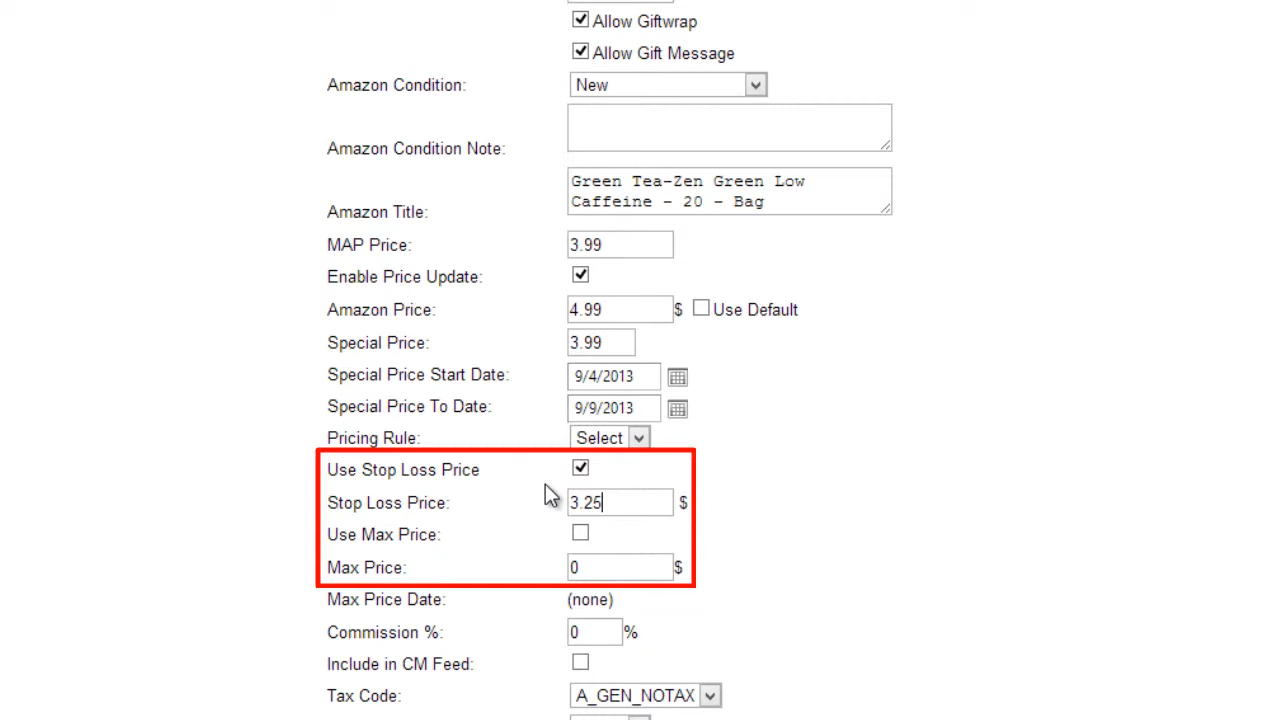 Allow Giftwrap
Allow Gift Message
Amazon Condition: New
Amazon Condition Note:
Green Tea-Zen Green Low
Caffeine - 20 - Bag
Amazon Title:
MAP Price: 3.99
Enable Price Update:
Amazon Price: 4.99 $ Use Default
Special Price: 3.99
Special Price Start Date: 9/4/2013
Special Price To Date: 9/9/2013
Pricing Rule: Select
Use Stop Loss Price
Stop Loss Price: 3.25 $
Use Max Price:
Max Price: 0 $
Max Price Date: (none)
Commission %: 0 %
Include in CM Feed:
Tax Code: A_GEN_NOTAX